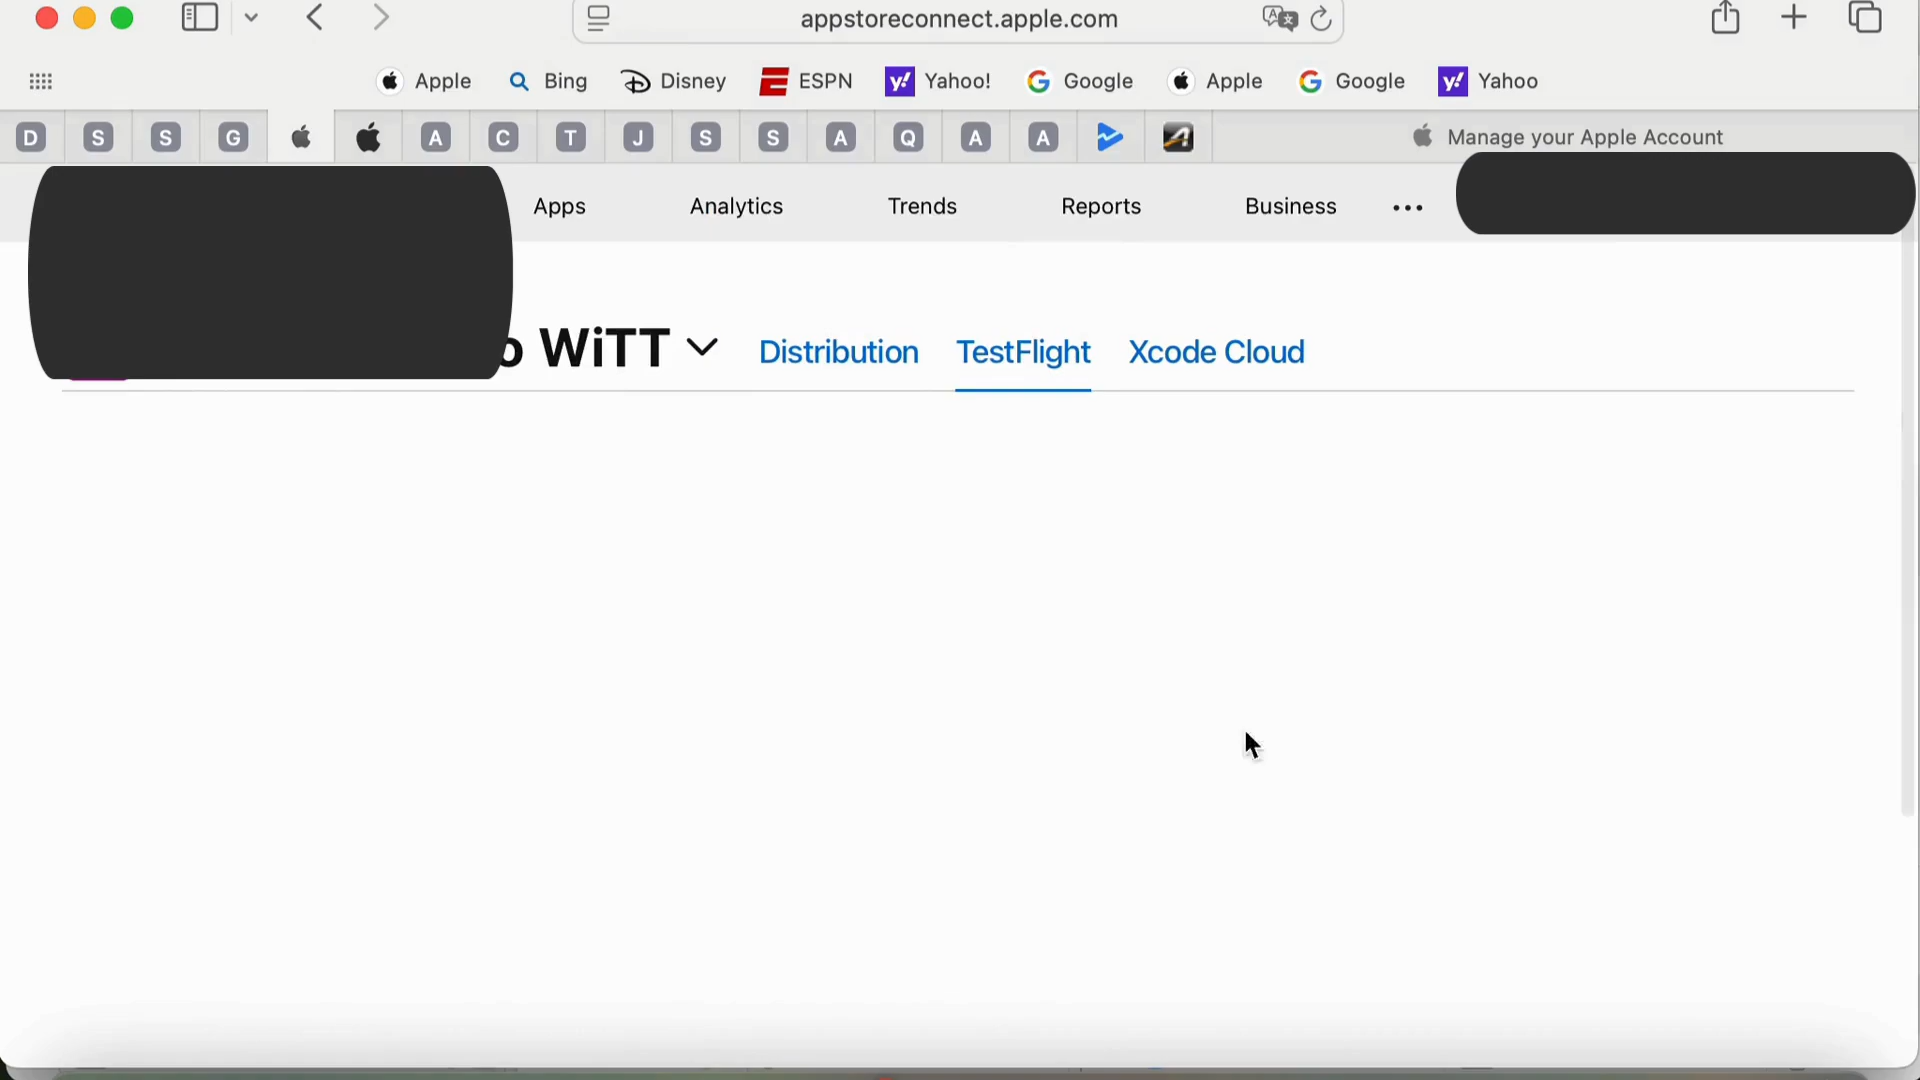 appstoreconnect.apple.com
Apple Bing Disney ESPN Yahoo! Google Apple Google Yahoo
D S S G A C T J S S A Q A A Manage your Apple Account
Apps Analytics Trends Reports Business
o WiTT Distribution TestFlight Xcode Cloud